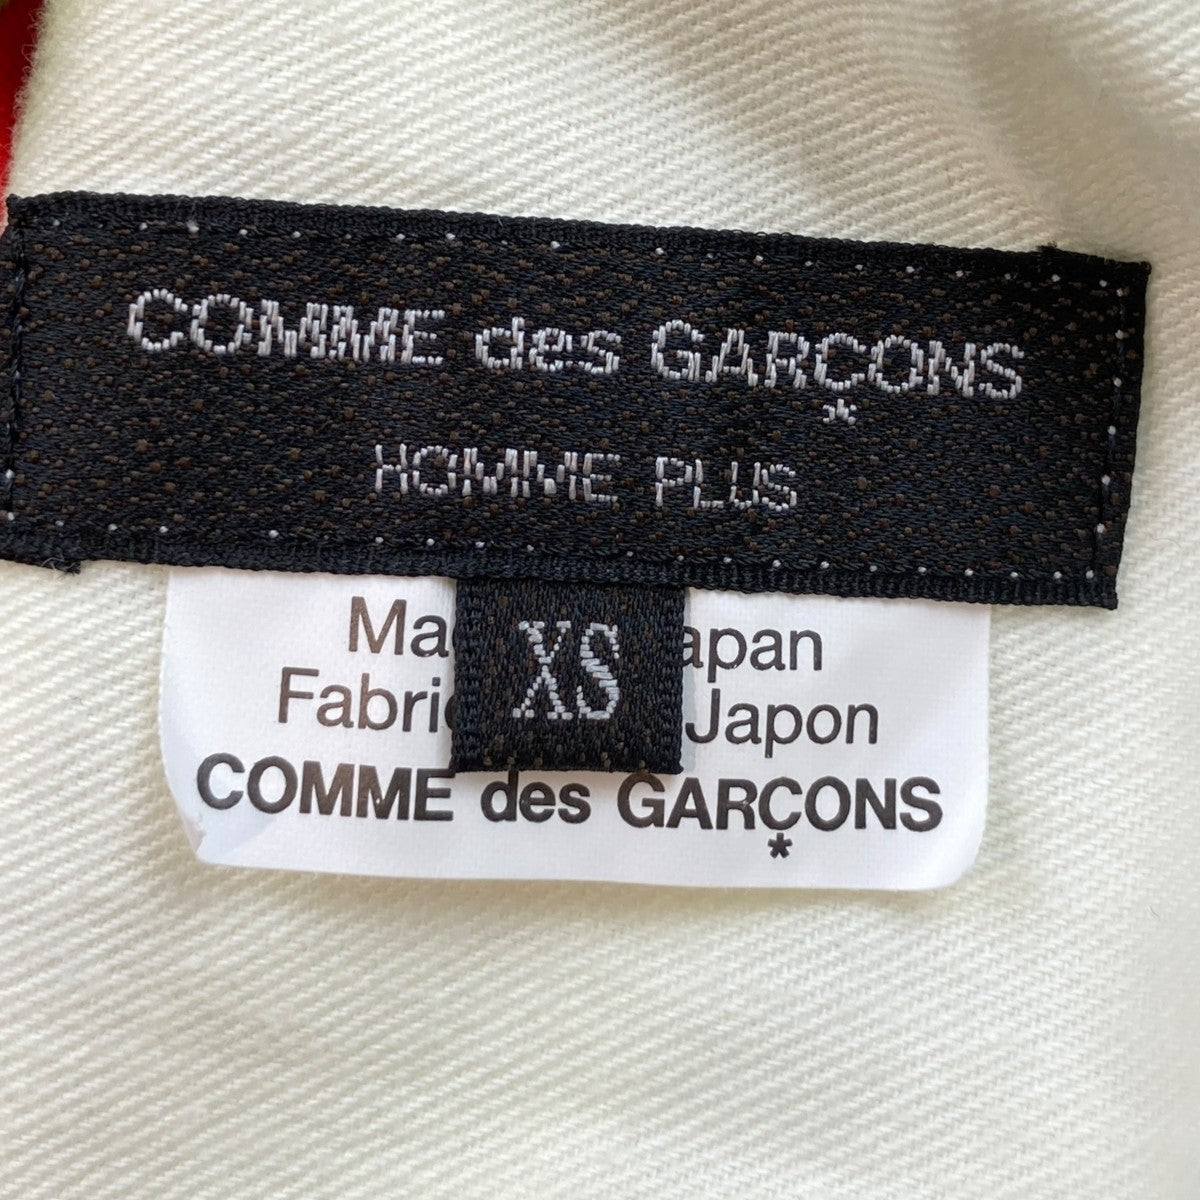 COMME des GARÇONS
*
HOMME PLUS
XS
Ma apan
Fabri Japon
COMME des GARÇONS
*